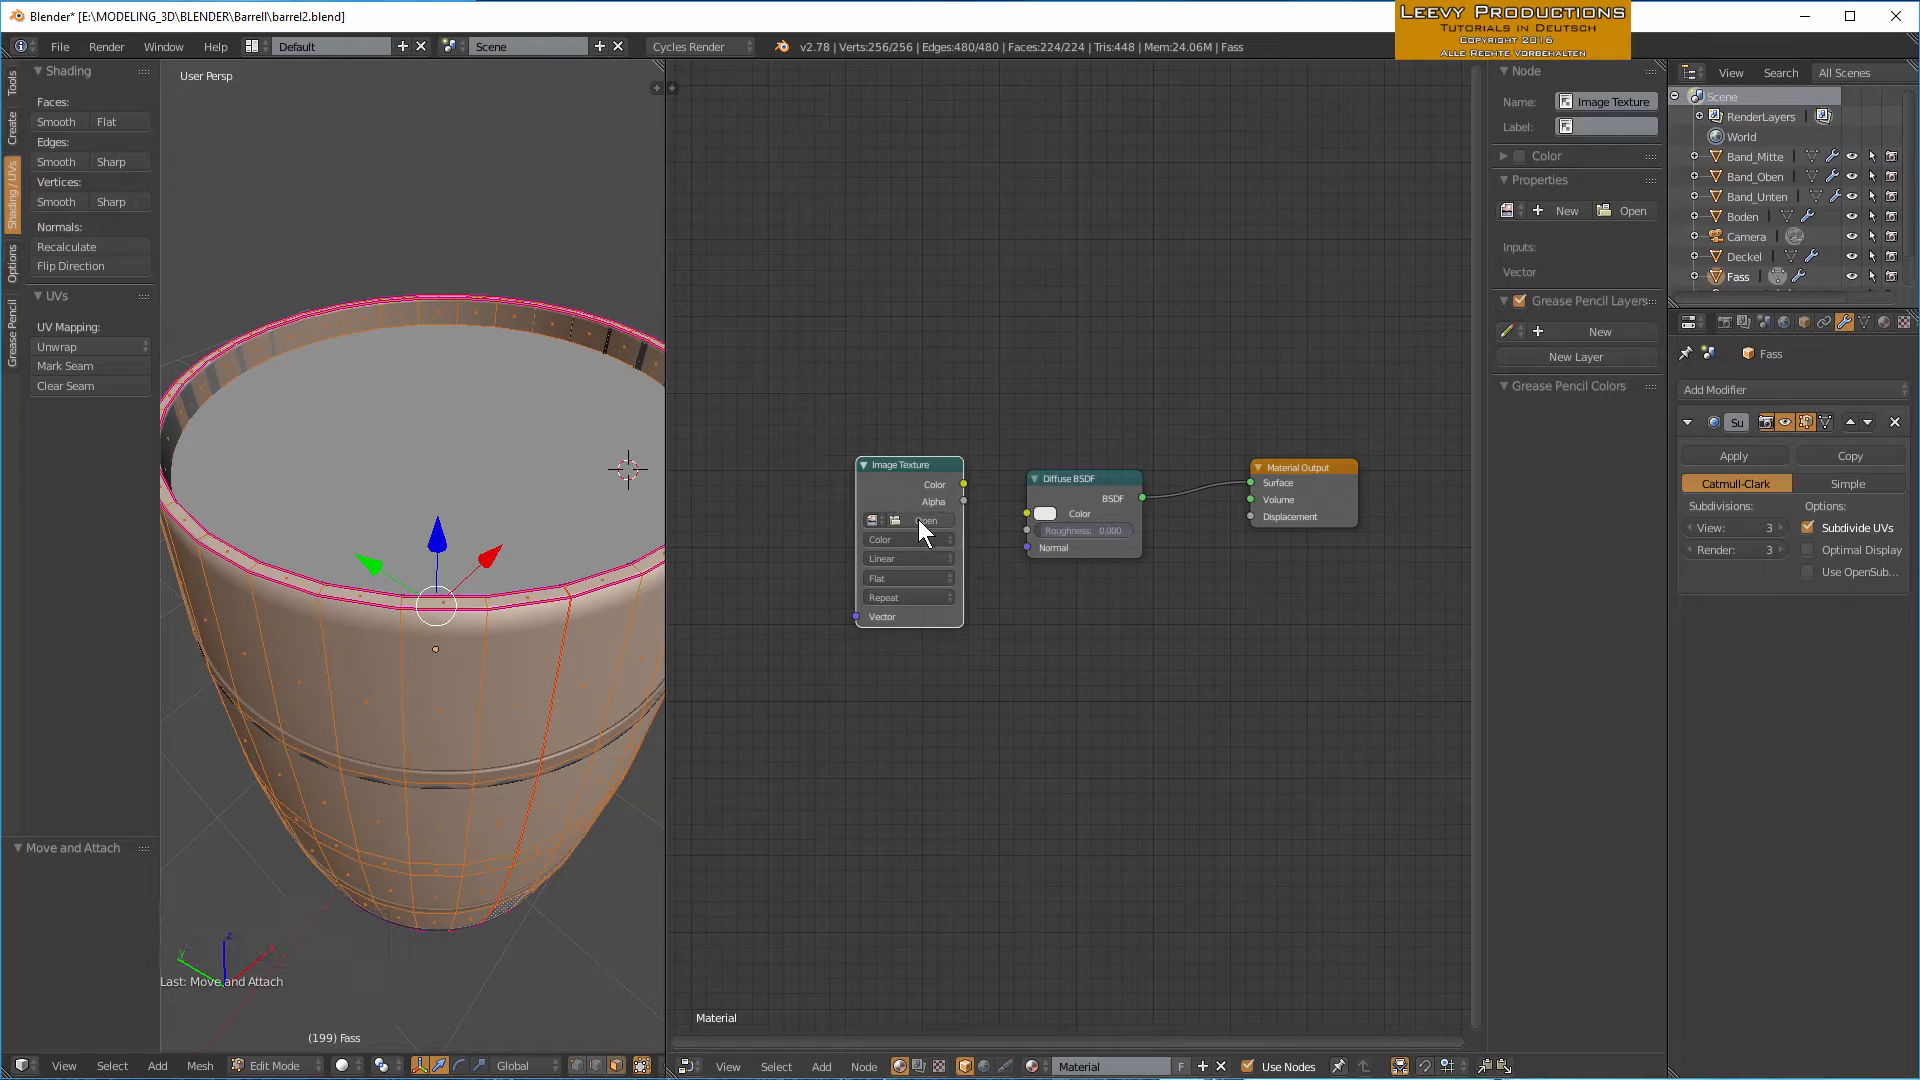 Blender* [E:\MODELING_3D\BLENDER\Barrell\barrel2.blend]
LEEVY PRODUCTIONS
TUTORIALS IN DEUTSCH
COPYRIGHT 2016
ALLE RECHTE VORBEHALTEN
File Render Window Help Default Scene Cycles Render v2.78 | Verts:256/256 | Edges:480/480 | Faces:224/224 | Tris:448 | Mem:24.06M | Fass
Tools
Create
Shading / UVs
Options
Grease Pencil
Shading
Faces:
Smooth Flat
Edges:
Smooth Sharp
Vertices:
Smooth Sharp
Normals:
Recalculate
Flip Direction
UVs
UV Mapping:
Unwrap
Mark Seam
Clear Seam
Move and Attach
User Persp
z
y
Last: Move and Attach
(199) Fass
View Select Add Mesh Edit Mode Global
Image Texture
Color
Alpha
Open
Color
Linear
Flat
Repeat
Vector
Diffuse BSDF
BSDF
Color
Roughness: 0.000
Normal
Material Output
Surface
Volume
Displacement
Material
View Select Add Node Material F Use Nodes
Node
Name: Image Texture
Label:
Color
Properties
New Open
Inputs:
Vector
Grease Pencil Layers
New
New Layer
Grease Pencil Colors
View Search All Scenes
Scene
RenderLayers
World
Band_Mitte
Band_Oben
Band_Unten
Boden
Camera
Deckel
Fass
Fass
Add Modifier
Su
Apply Copy
Catmull-Clark Simple
Subdivisions: Options:
View: 3 Subdivide UVs
Render: 3 Optimal Display
Use OpenSub...